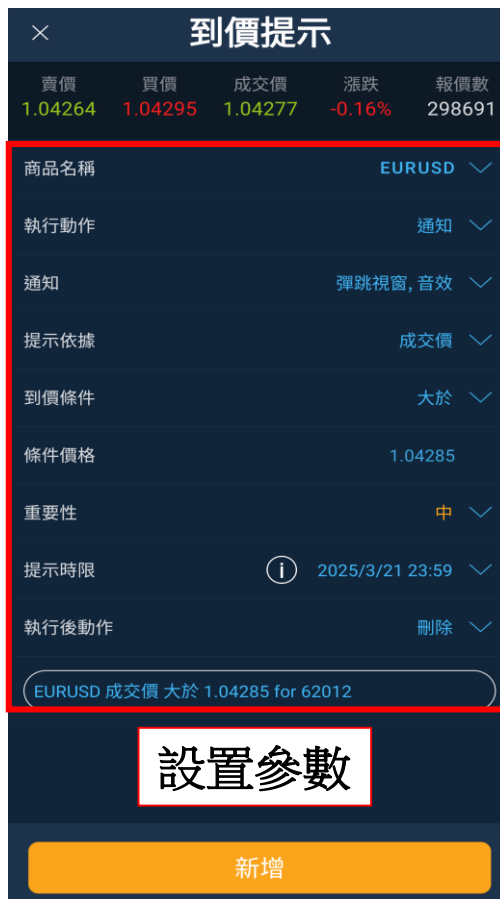 到價提示
賣價 買價 成交價 漲跌 報價數
1.04264 1.04295 1.04277 -0.16% 298691
商品名稱 EURUSD
執行動作 通知
通知 彈跳視窗, 音效
提示依據 成交價
到價條件 大於
條件價格 1.04285
重要性 中
提示時限 i 2025/3/21 23:59
執行後動作 刪除
EURUSD 成交價 大於 1.04285 for 62012
設置參數
新增